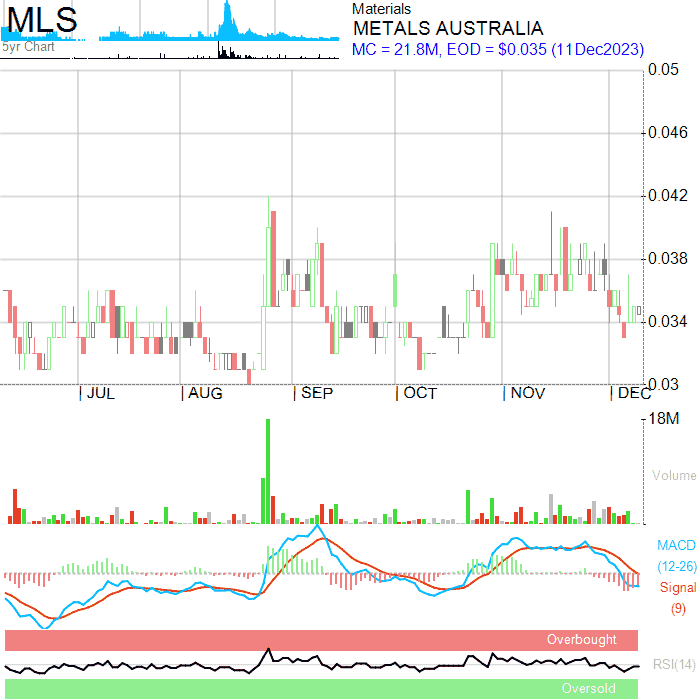 MLS
5yr Chart
Materials
METALS AUSTRALIA
MC = 21.8M, EOD = $0.035 (11Dec2023)
0.05
0.046
0.042
0.038
0.034
0.03
JUL AUG SEP OCT NOV DEC
18M
Volume
MACD
(12-26)
Signal
(9)
Overbought
RSI(14)
Oversold